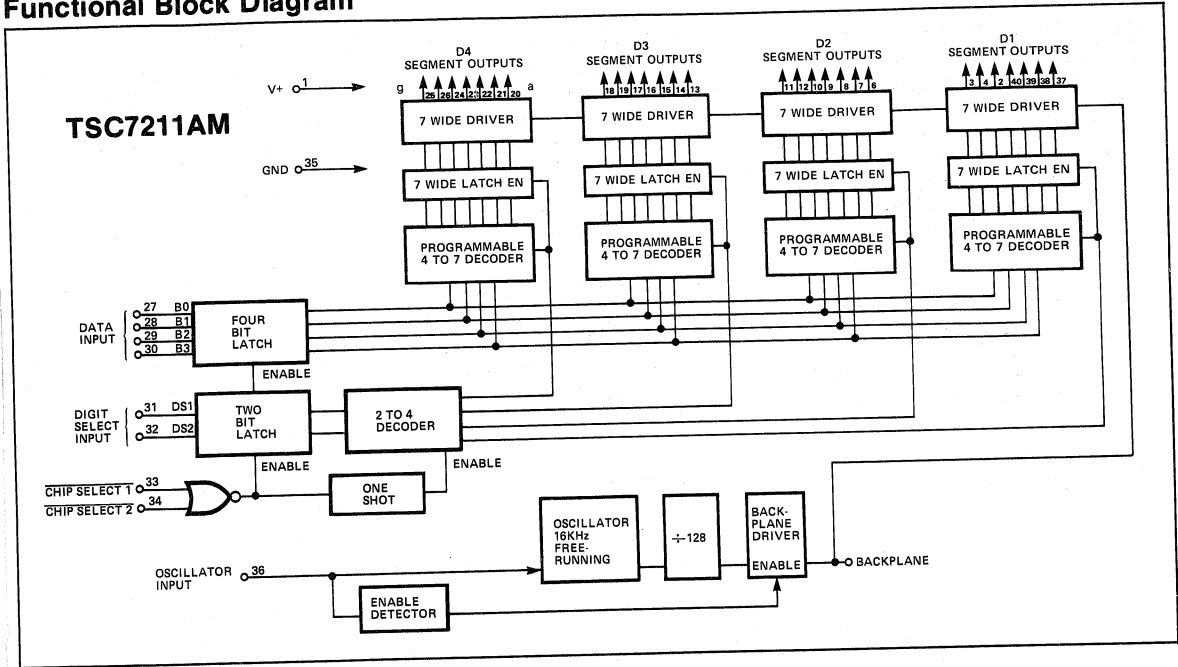 Functional Block Diagram
TSC7211AM
V+ 1
GND 35
D4
SEGMENT OUTPUTS
g 25 26 24 23 22 21 20 a
7 WIDE DRIVER
7 WIDE LATCH EN
PROGRAMMABLE
4 TO 7 DECODER
D3
SEGMENT OUTPUTS
18 19 17 16 15 14 13
7 WIDE DRIVER
7 WIDE LATCH EN
PROGRAMMABLE
4 TO 7 DECODER
D2
SEGMENT OUTPUTS
11 12 10 9 8 7 6
7 WIDE DRIVER
7 WIDE LATCH EN
PROGRAMMABLE
4 TO 7 DECODER
D1
SEGMENT OUTPUTS
3 4 2 40 39 38 37
7 WIDE DRIVER
7 WIDE LATCH EN
PROGRAMMABLE
4 TO 7 DECODER
DATA
INPUT
27 B0
28 B1
29 B2
30 B3
FOUR
BIT
LATCH
ENABLE
DIGIT
SELECT
INPUT
31 DS1
32 DS2
TWO
BIT
LATCH
ENABLE
2 TO 4
DECODER
ENABLE
CHIP SELECT 1 33
CHIP SELECT 2 34
ONE
SHOT
OSCILLATOR
INPUT
36
ENABLE
DETECTOR
OSCILLATOR
16KHz
FREE-
RUNNING
÷128
BACK-
PLANE
DRIVER
ENABLE
BACKPLANE